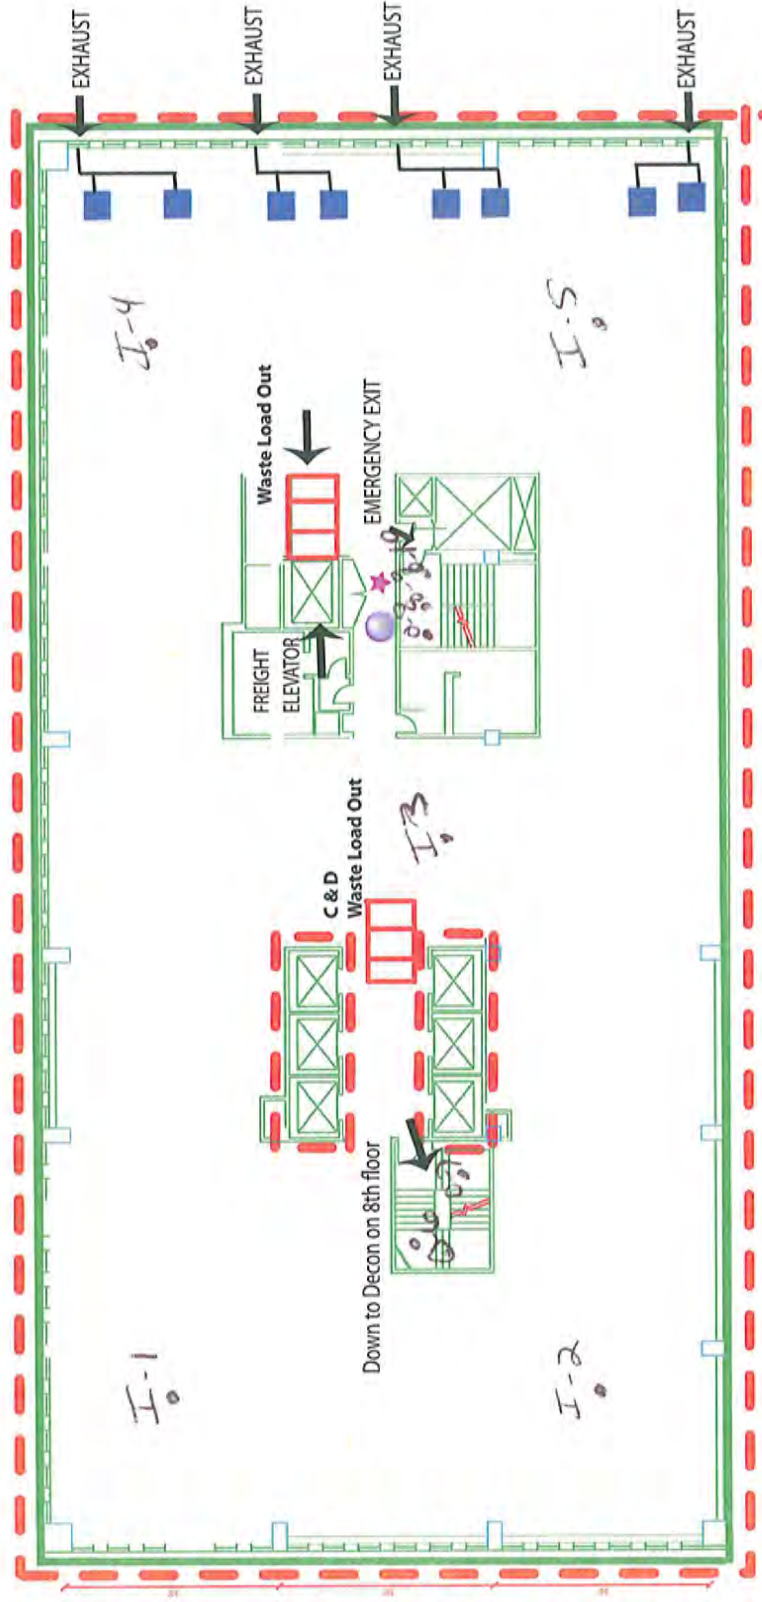 EXHAUST
EXHAUST
EXHAUST
EXHAUST
I-4
I-5
Waste Load Out
EMERGENCY EXIT
FREIGHT
ELEVATOR
I-3
C & D
Waste Load Out
Down to Decon on 8th floor
I-1
I-2